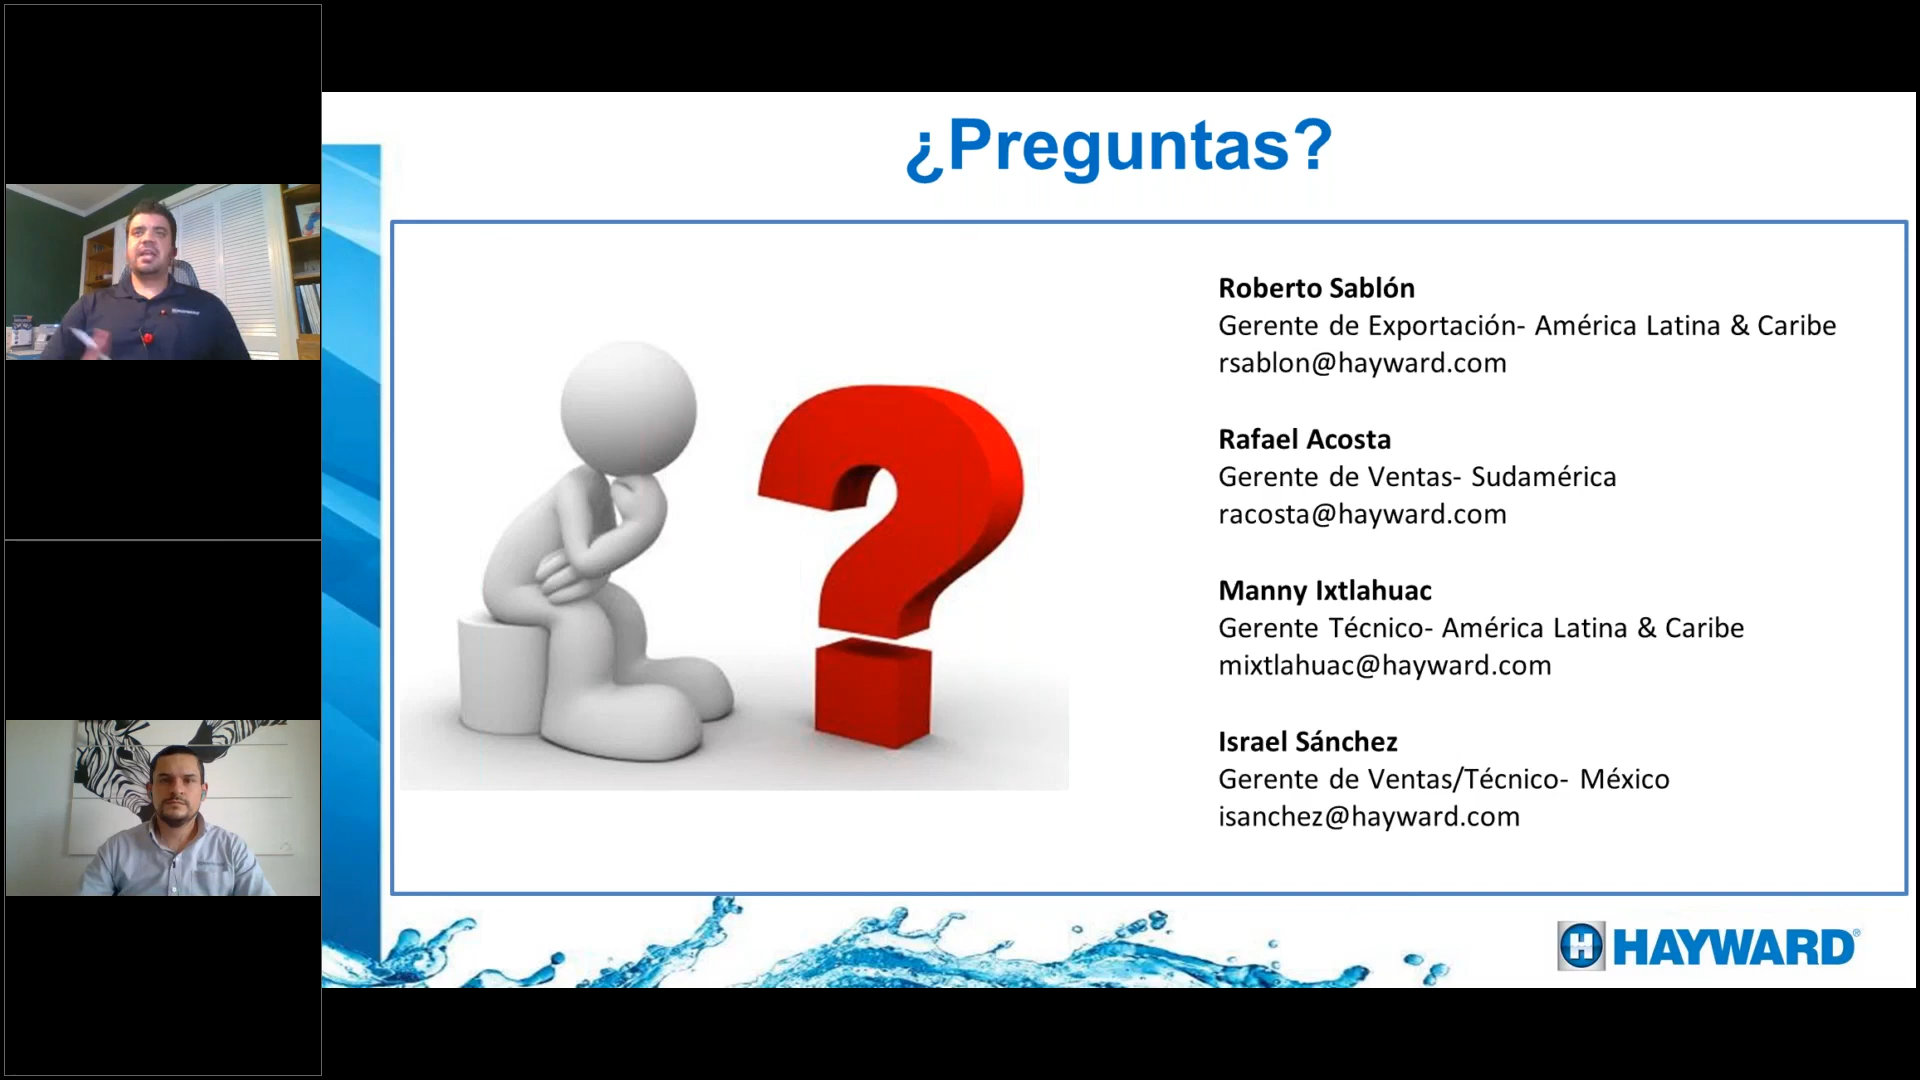 ¿Preguntas?
Roberto Sablón
Gerente de Exportación- América Latina & Caribe
rsablon@hayward.com
Rafael Acosta
Gerente de Ventas- Sudamérica
racosta@hayward.com
Manny Ixtlahuac
Gerente Técnico- América Latina & Caribe
mixtlahuac@hayward.com
Israel Sánchez
Gerente de Ventas/Técnico- México
isanchez@hayward.com
H HAYWARD®